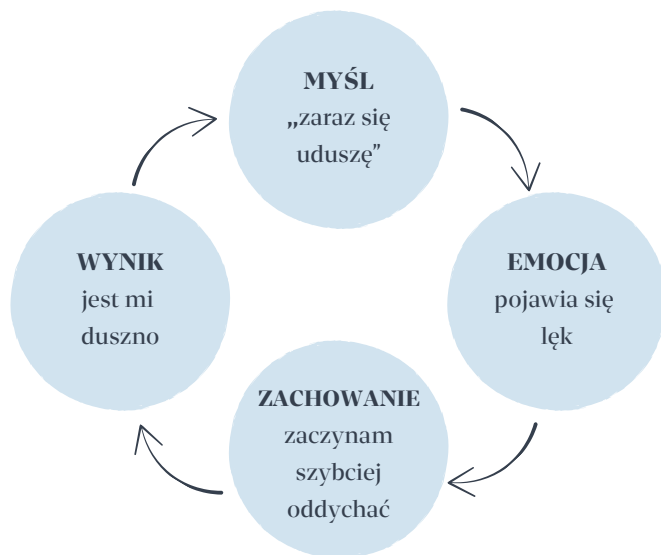 MYŚL
„zaraz się
uduszę”
EMOCJA
pojawia się
lęk
ZACHOWANIE
zaczynam
szybciej
oddychać
WYNIK
jest mi
duszno